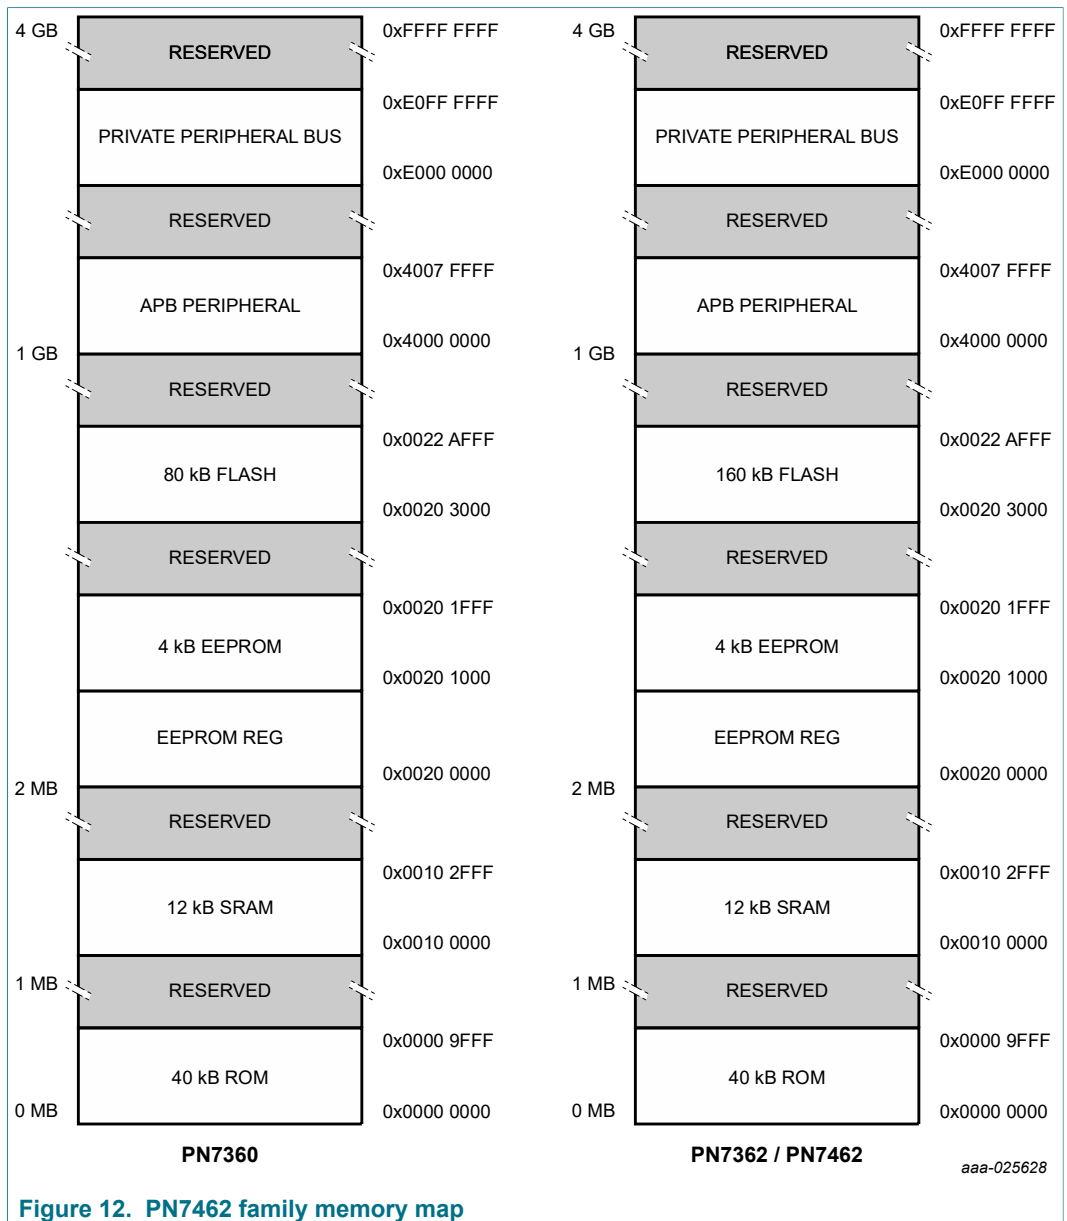 4 GB
RESERVED
0xFFFF FFFF
0xE0FF FFFF
PRIVATE PERIPHERAL BUS
0xE000 0000
RESERVED
0x4007 FFFF
APB PERIPHERAL
0x4000 0000
1 GB
RESERVED
0x0022 AFFF
80 kB FLASH
0x0020 3000
RESERVED
0x0020 1FFF
4 kB EEPROM
0x0020 1000
EEPROM REG
0x0020 0000
2 MB
RESERVED
0x0010 2FFF
12 kB SRAM
0x0010 0000
1 MB
RESERVED
0x0000 9FFF
40 kB ROM
0 MB
0x0000 0000
PN7360
4 GB
RESERVED
0xFFFF FFFF
0xE0FF FFFF
PRIVATE PERIPHERAL BUS
0xE000 0000
RESERVED
0x4007 FFFF
APB PERIPHERAL
0x4000 0000
1 GB
RESERVED
0x0022 AFFF
160 kB FLASH
0x0020 3000
RESERVED
0x0020 1FFF
4 kB EEPROM
0x0020 1000
EEPROM REG
0x0020 0000
2 MB
RESERVED
0x0010 2FFF
12 kB SRAM
0x0010 0000
1 MB
RESERVED
0x0000 9FFF
40 kB ROM
0 MB
0x0000 0000
PN7362 / PN7462
aaa-025628
Figure 12. PN7462 family memory map